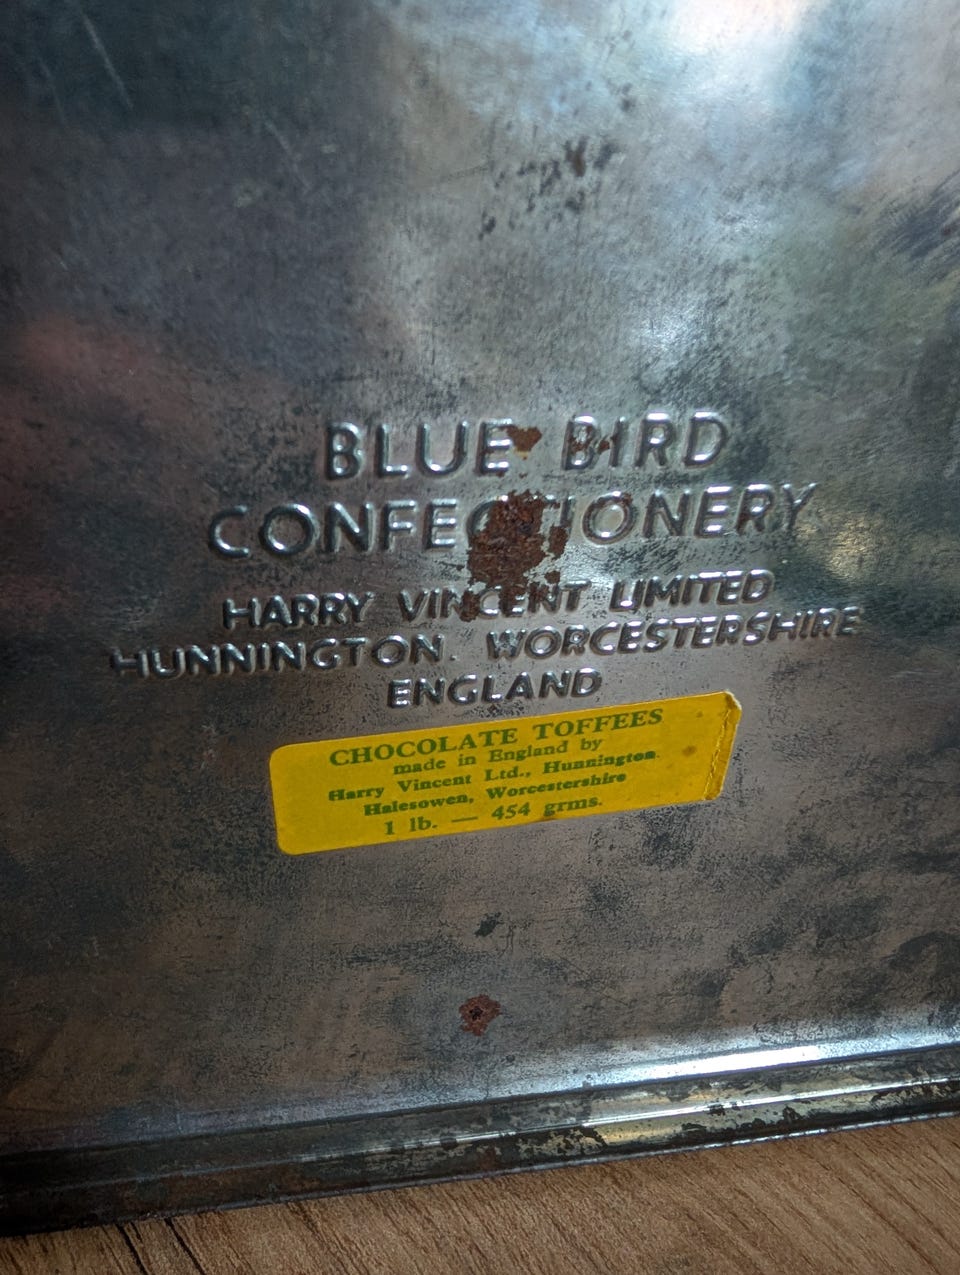 BLUE BIRD
CONFECTIONERY
HARRY VINCENT LIMITED
HUNNINGTON. WORCESTERSHIRE
ENGLAND
CHOCOLATE TOFFEES
made in England by
Harry Vincent Ltd., Hunnington.
Halesowen, Worcestershire
1 lb. — 454 grms.